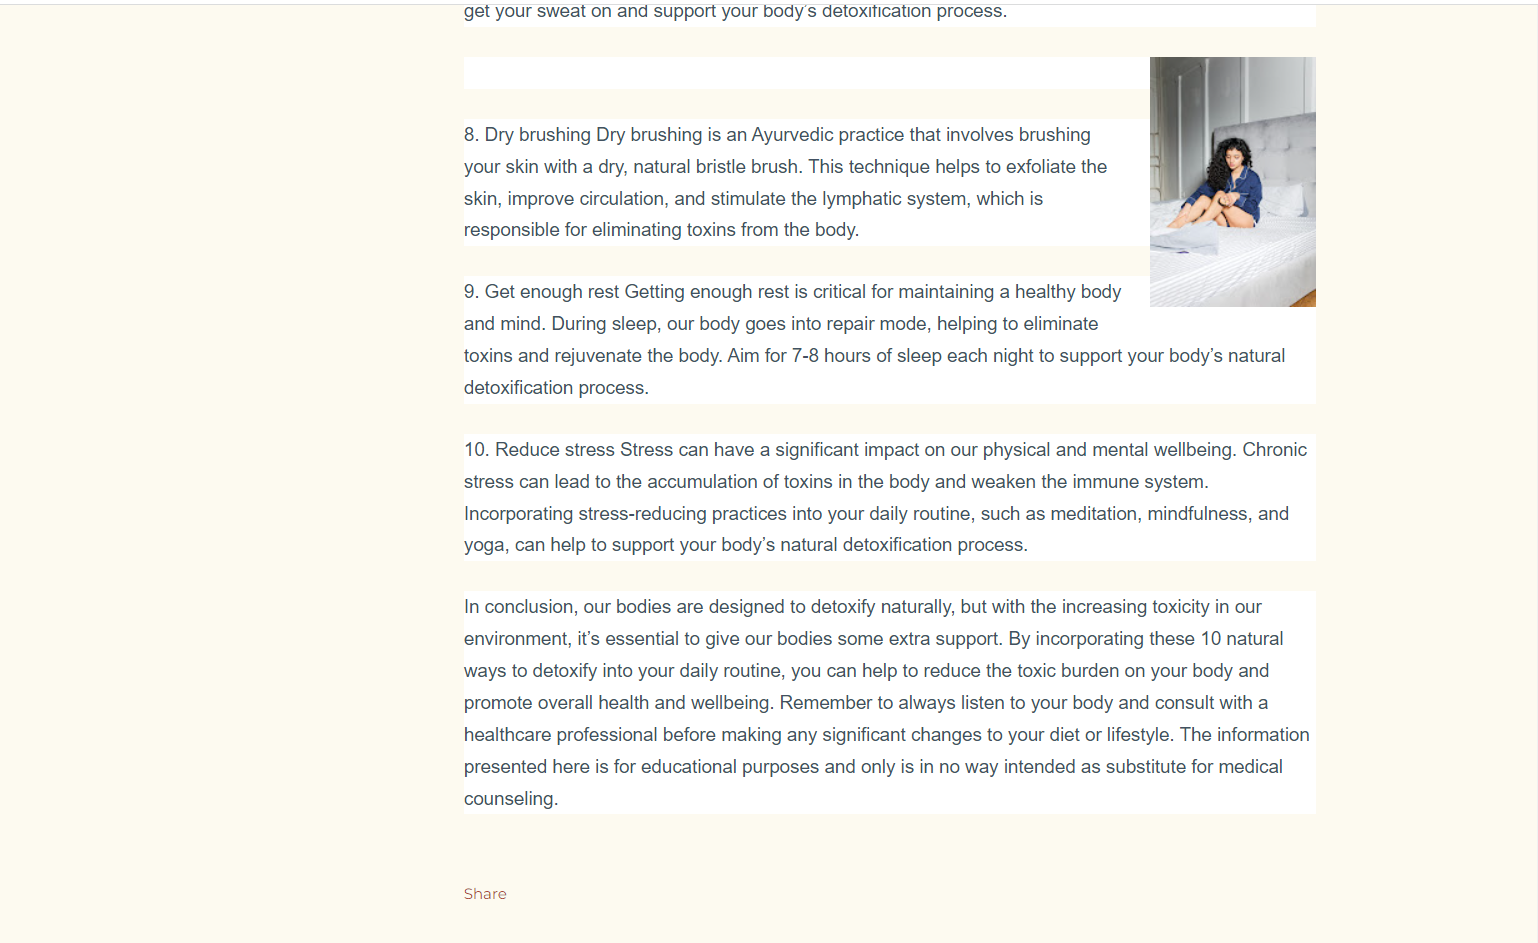 get your sweat on and support your body’s detoxification process.
8. Dry brushing Dry brushing is an Ayurvedic practice that involves brushing
your skin with a dry, natural bristle brush. This technique helps to exfoliate the
skin, improve circulation, and stimulate the lymphatic system, which is
responsible for eliminating toxins from the body.
9. Get enough rest Getting enough rest is critical for maintaining a healthy body
and mind. During sleep, our body goes into repair mode, helping to eliminate
toxins and rejuvenate the body. Aim for 7-8 hours of sleep each night to support your body’s natural
detoxification process.
10. Reduce stress Stress can have a significant impact on our physical and mental wellbeing. Chronic
stress can lead to the accumulation of toxins in the body and weaken the immune system.
Incorporating stress-reducing practices into your daily routine, such as meditation, mindfulness, and
yoga, can help to support your body’s natural detoxification process.
In conclusion, our bodies are designed to detoxify naturally, but with the increasing toxicity in our
environment, it’s essential to give our bodies some extra support. By incorporating these 10 natural
ways to detoxify into your daily routine, you can help to reduce the toxic burden on your body and
promote overall health and wellbeing. Remember to always listen to your body and consult with a
healthcare professional before making any significant changes to your diet or lifestyle. The information
presented here is for educational purposes and only is in no way intended as substitute for medical
counseling.
Share